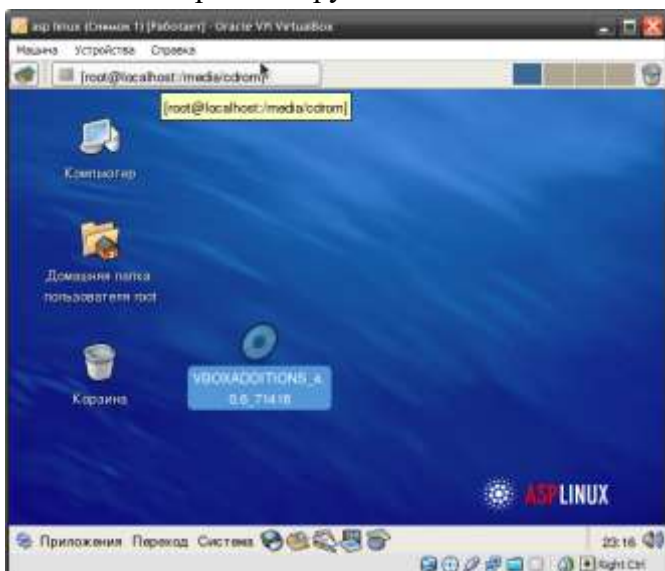 asp linux (Снимок 1) [Работает] - Oracle VM VirtualBox
Машина Устройства Справка
[root@localhost:/media/cdrom]
[root@localhost:/media/cdrom]
Компьютер
Домашняя папка
пользователя root
VBOXADDITIONS_4.
0.6_71416
Корзина
ASPLINUX
Приложения Переход Система
23:16
Right Ctrl